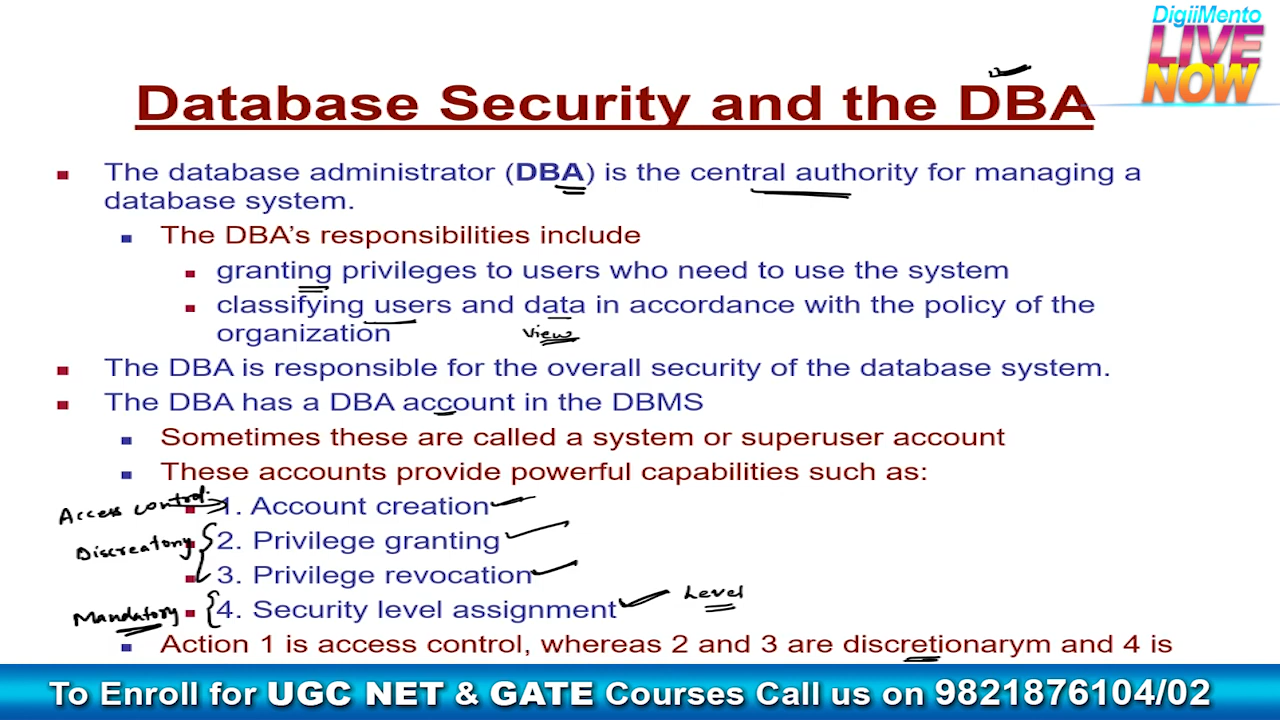 DigiiMento
LIVE
NOW
Database Security and the DBA
The database administrator (DBA) is the central authority for managing a
database system.
The DBA's responsibilities include
granting privileges to users who need to use the system
classifying users and data in accordance with the policy of the
organization
View
The DBA is responsible for the overall security of the database system.
The DBA has a DBA account in the DBMS
Sometimes these are called a system or superuser account
These accounts provide powerful capabilities such as:
Access control 1. Account creation
Discreatony 2. Privilege granting
3. Privilege revocation
Mandatory 4. Security level assignment Level
Action 1 is access control, whereas 2 and 3 are discretionarym and 4 is
To Enroll for UGC NET & GATE Courses Call us on 9821876104/02